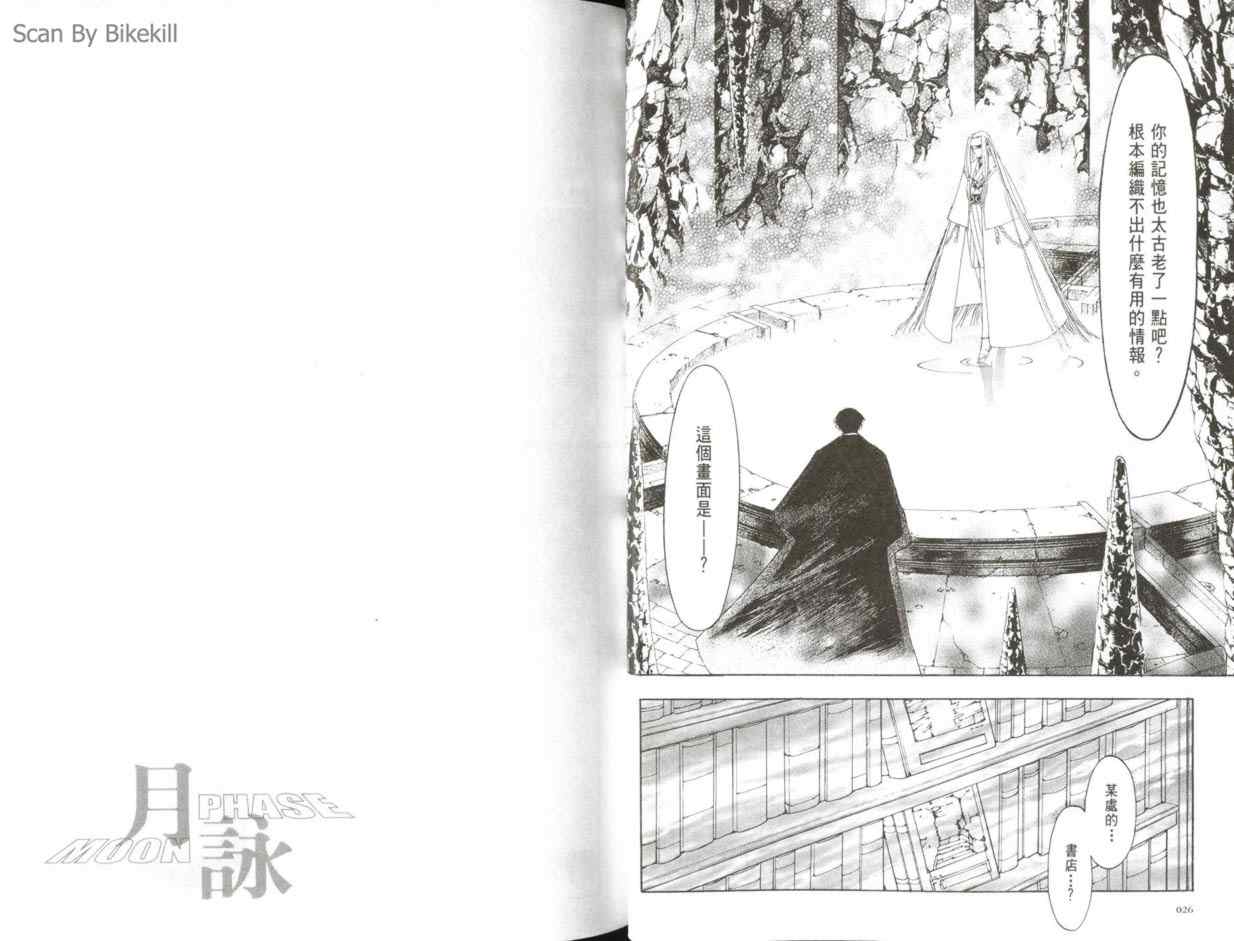 Scan By Bikekill
你的記憶也太古老了一點吧？
根本編織不出什麼有用的情報。
這個畫面是——？
某處的…
書店…？
026
月詠
MOON PHASE